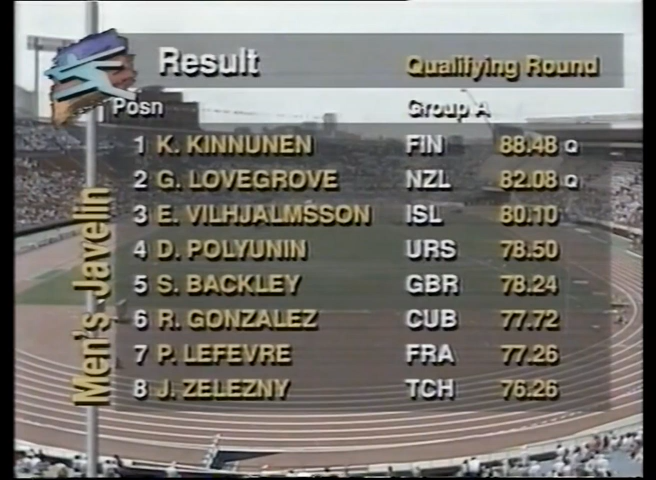 Result Qualifying Round
Posn Group A
Men's Javelin
1 K. KINNUNEN FIN 88.48 Q
2 G. LOVEGROVE NZL 82.08 Q
3 E. VILHJALMSSON ISL 80.10
4 D. POLYUNIN URS 78.50
5 S. BACKLEY GBR 78.24
6 R. GONZALEZ CUB 77.72
7 P. LEFEVRE FRA 77.26
8 J. ZELEZNY TCH 76.26